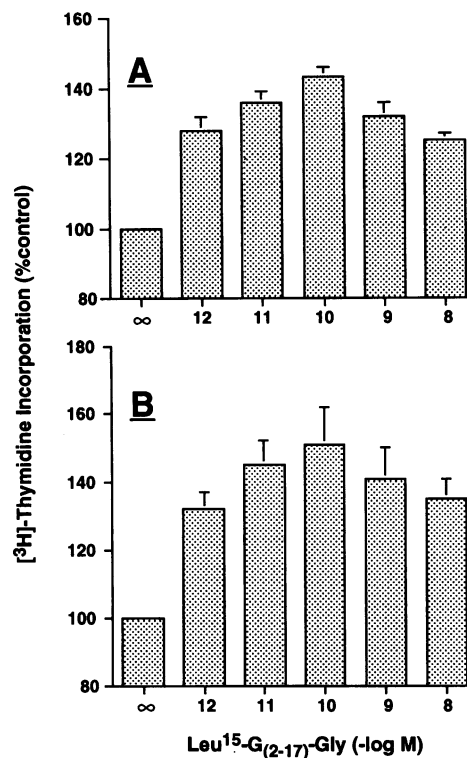 [³H]-Thymidine Incorporation (%control)
A
160
140
120
100
80
∞ 12 11 10 9 8
B
180
160
140
120
100
80
∞ 12 11 10 9 8
Leu¹⁵-G₍₂₋₁₇₎-Gly (-log M)